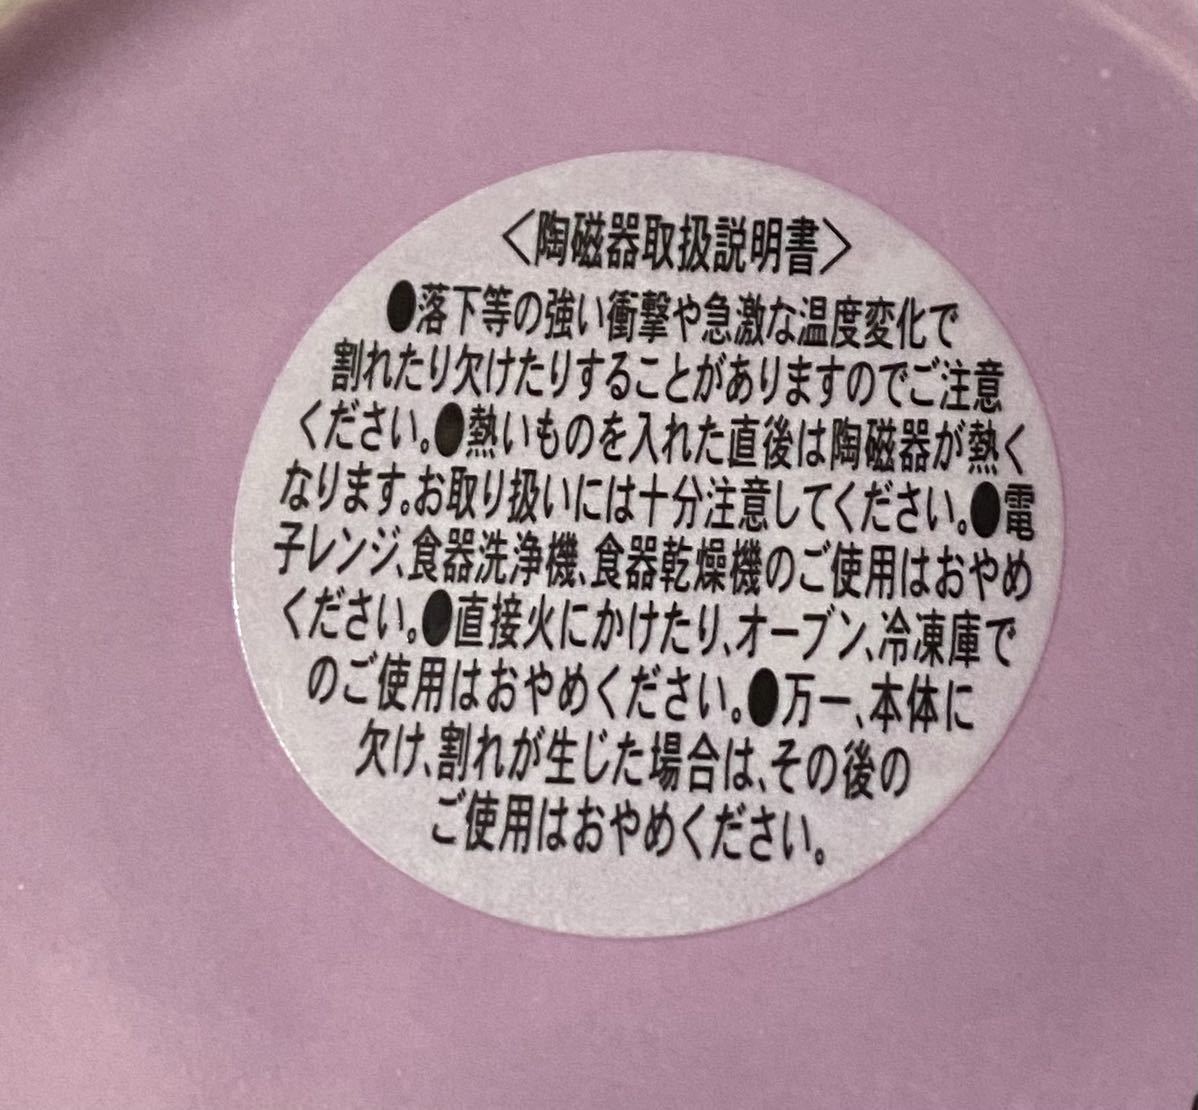 〈陶磁器取扱説明書〉
●落下等の強い衝撃や急激な温度変化で
割れたり欠けたりすることがありますのでご注意
ください。●熱いものを入れた直後は陶磁器が熱く
なります。お取り扱いには十分注意してください。●電
子レンジ、食器洗浄機、食器乾燥機のご使用はおやめ
ください。●直接火にかけたり、オーブン、冷凍庫で
のご使用はおやめください。●万一、本体に
欠け、割れが生じた場合は、その後の
ご使用はおやめください。